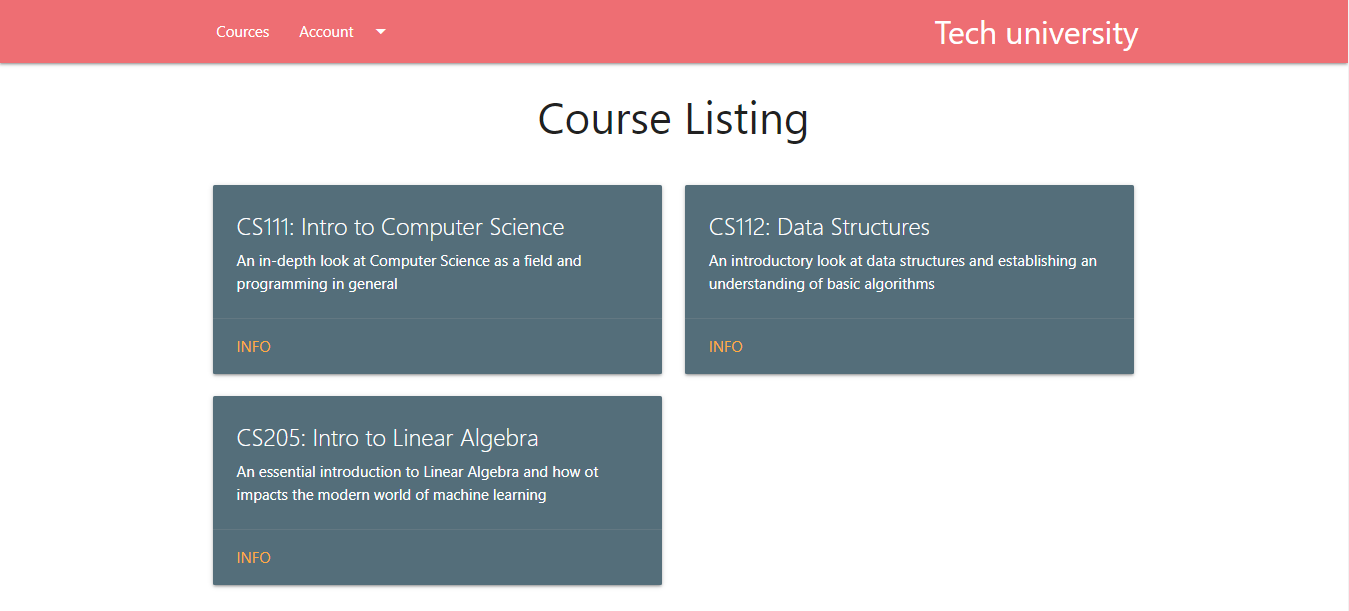 Cources Account Tech university
Course Listing
CS111: Intro to Computer Science
An in-depth look at Computer Science as a field and
programming in general
INFO
CS112: Data Structures
An introductory look at data structures and establishing an
understanding of basic algorithms
INFO
CS205: Intro to Linear Algebra
An essential introduction to Linear Algebra and how ot
impacts the modern world of machine learning
INFO